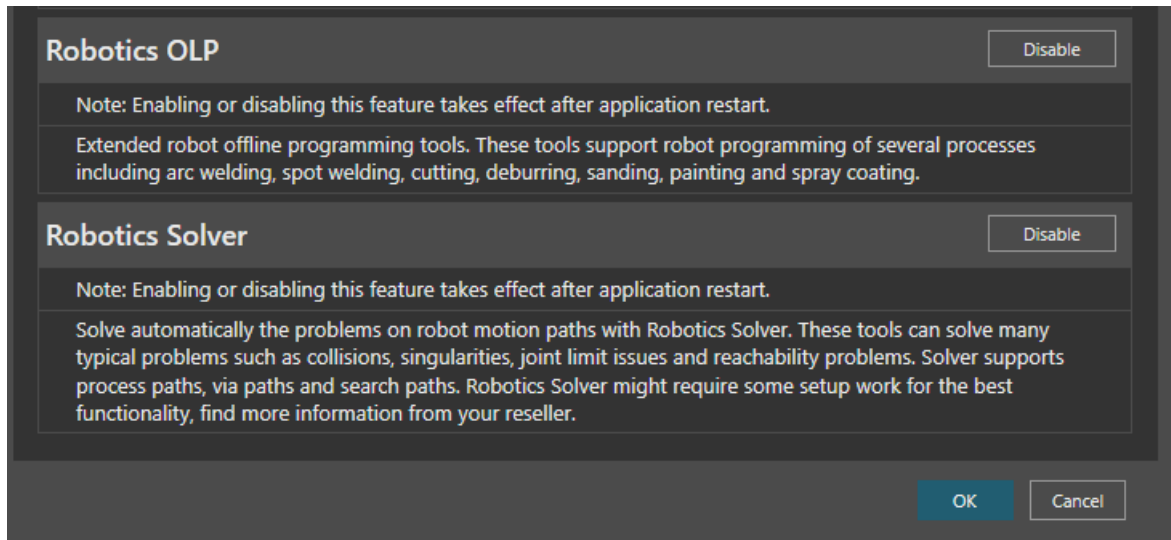 Robotics OLP
Disable
Note: Enabling or disabling this feature takes effect after application restart.
Extended robot offline programming tools. These tools support robot programming of several processes
including arc welding, spot welding, cutting, deburring, sanding, painting and spray coating.
Robotics Solver
Disable
Note: Enabling or disabling this feature takes effect after application restart.
Solve automatically the problems on robot motion paths with Robotics Solver. These tools can solve many
typical problems such as collisions, singularities, joint limit issues and reachability problems. Solver supports
process paths, via paths and search paths. Robotics Solver might require some setup work for the best
functionality, find more information from your reseller.
OK
Cancel